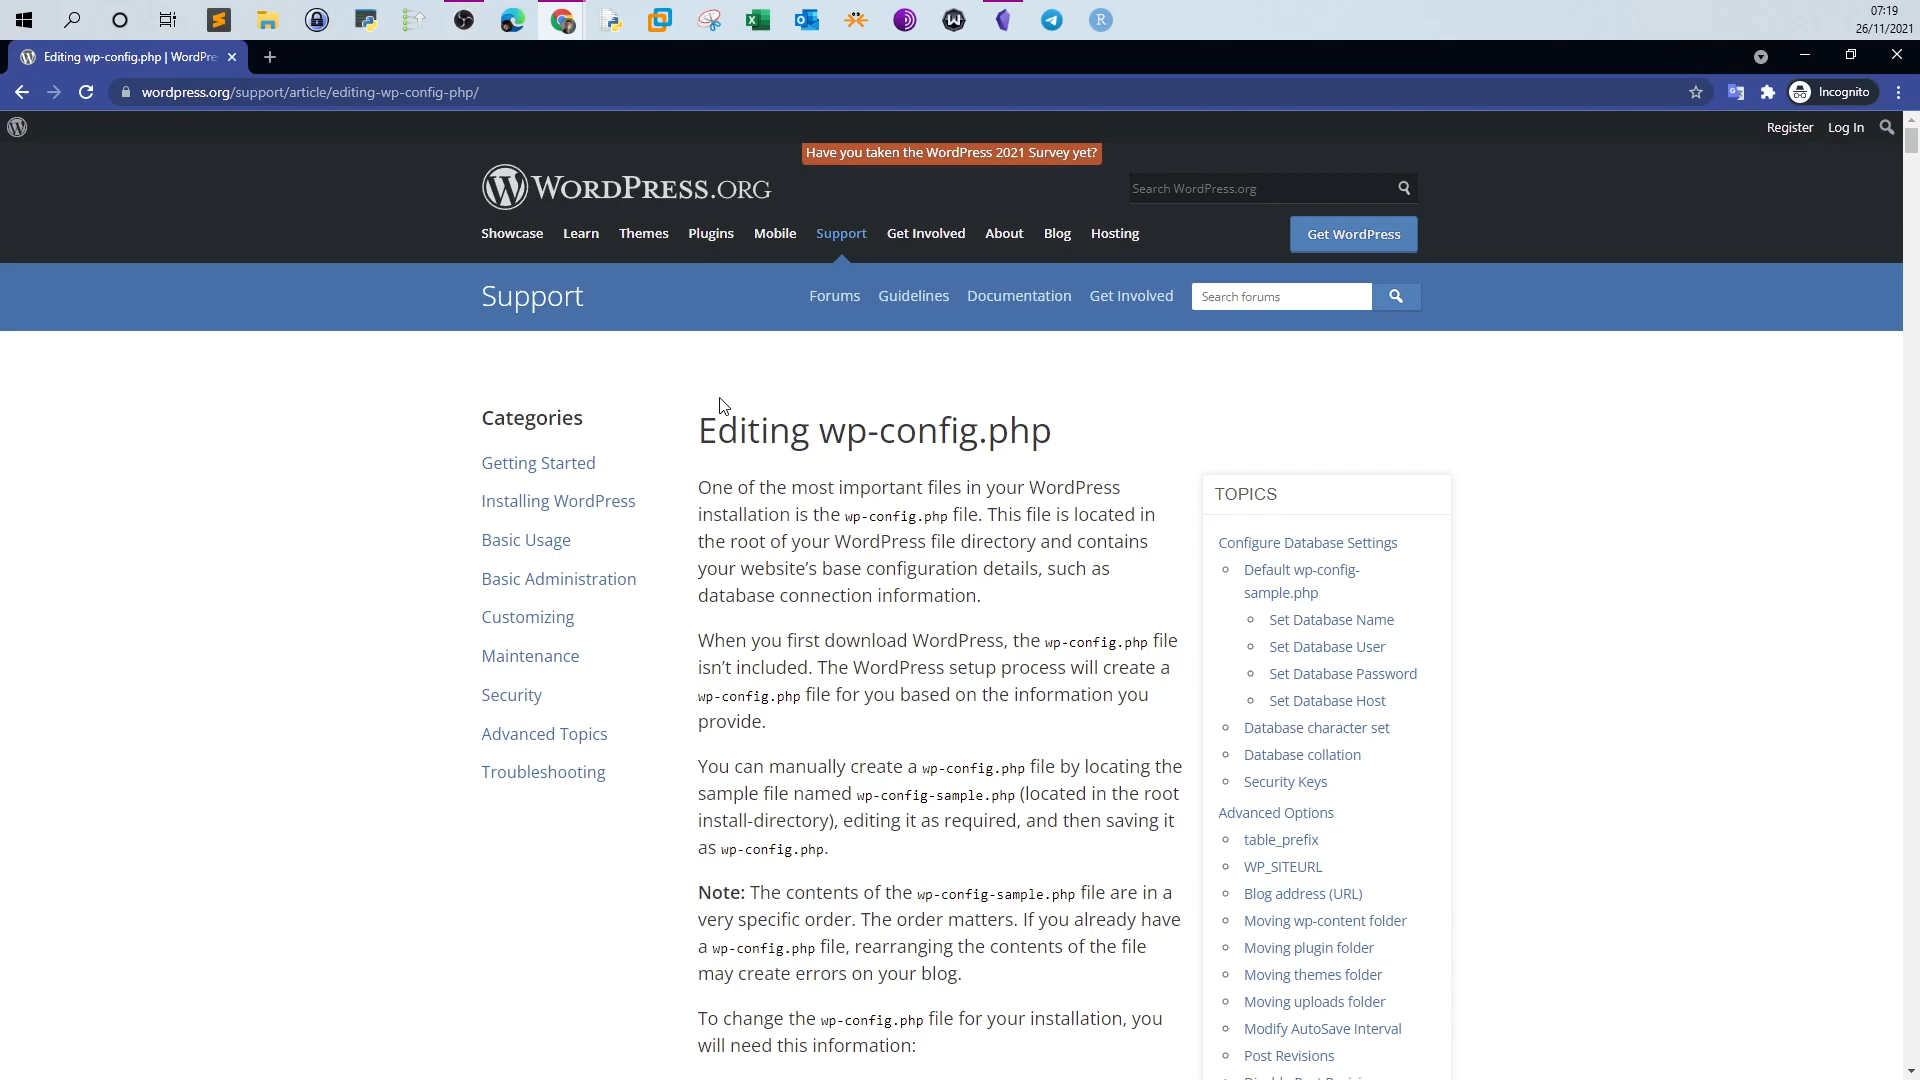 07:19
26/11/2021
Editing wp-config.php | WordPre
wordpress.org/support/article/editing-wp-config-php/
Incognito
Register
Log In
Have you taken the WordPress 2021 Survey yet?
WORDPRESS.ORG
Search WordPress.org
Showcase Learn Themes Plugins Mobile Support Get Involved About Blog Hosting
Get WordPress
Support
Forums Guidelines Documentation Get Involved
Search forums
Categories
Getting Started
Installing WordPress
Basic Usage
Basic Administration
Customizing
Maintenance
Security
Advanced Topics
Troubleshooting
Editing wp-config.php
One of the most important files in your WordPress
installation is the wp-config.php file. This file is located in
the root of your WordPress file directory and contains
your website’s base configuration details, such as
database connection information.
When you first download WordPress, the wp-config.php file
isn’t included. The WordPress setup process will create a
wp-config.php file for you based on the information you
provide.
You can manually create a wp-config.php file by locating the
sample file named wp-config-sample.php (located in the root
install-directory), editing it as required, and then saving it
as wp-config.php.
Note: The contents of the wp-config-sample.php file are in a
very specific order. The order matters. If you already have
a wp-config.php file, rearranging the contents of the file
may create errors on your blog.
To change the wp-config.php file for your installation, you
will need this information:
TOPICS
Configure Database Settings
Default wp-config-
sample.php
Set Database Name
Set Database User
Set Database Password
Set Database Host
Database character set
Database collation
Security Keys
Advanced Options
table_prefix
WP_SITEURL
Blog address (URL)
Moving wp-content folder
Moving plugin folder
Moving themes folder
Moving uploads folder
Modify AutoSave Interval
Post Revisions